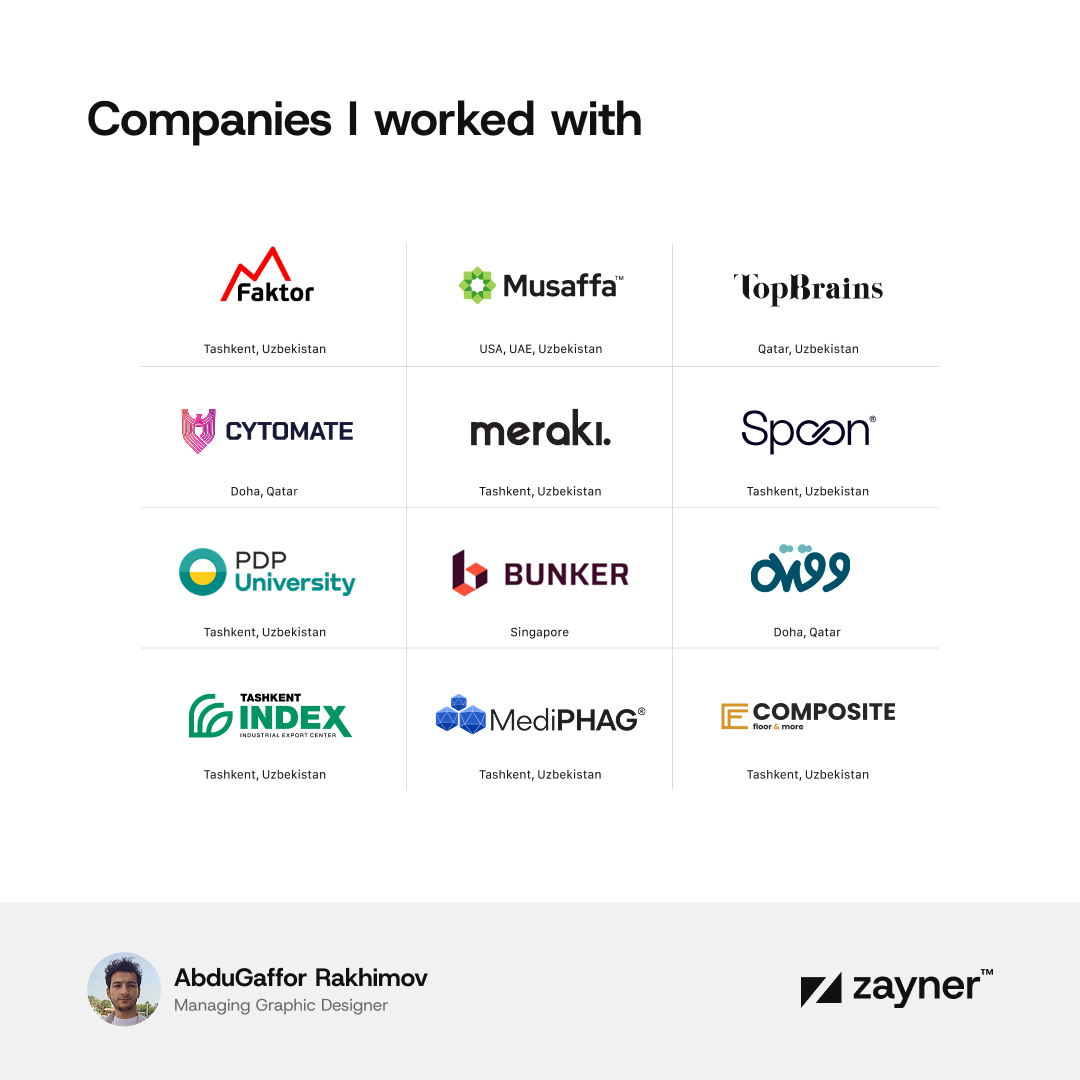 Companies I worked with
Faktor
Musaffa™
TopBrains
Tashkent, Uzbekistan
USA, UAE, Uzbekistan
Qatar, Uzbekistan
CYTOMATE
meraki.
Spoon®
Doha, Qatar
Tashkent, Uzbekistan
Tashkent, Uzbekistan
PDP
University
BUNKER
Tashkent, Uzbekistan
Singapore
Doha, Qatar
TASHKENT
INDEX
INDUSTRIAL EXPORT CENTER
MediPHAG®
COMPOSITE
floor & more
Tashkent, Uzbekistan
Tashkent, Uzbekistan
Tashkent, Uzbekistan
AbduGaffor Rakhimov
Managing Graphic Designer
zayner™